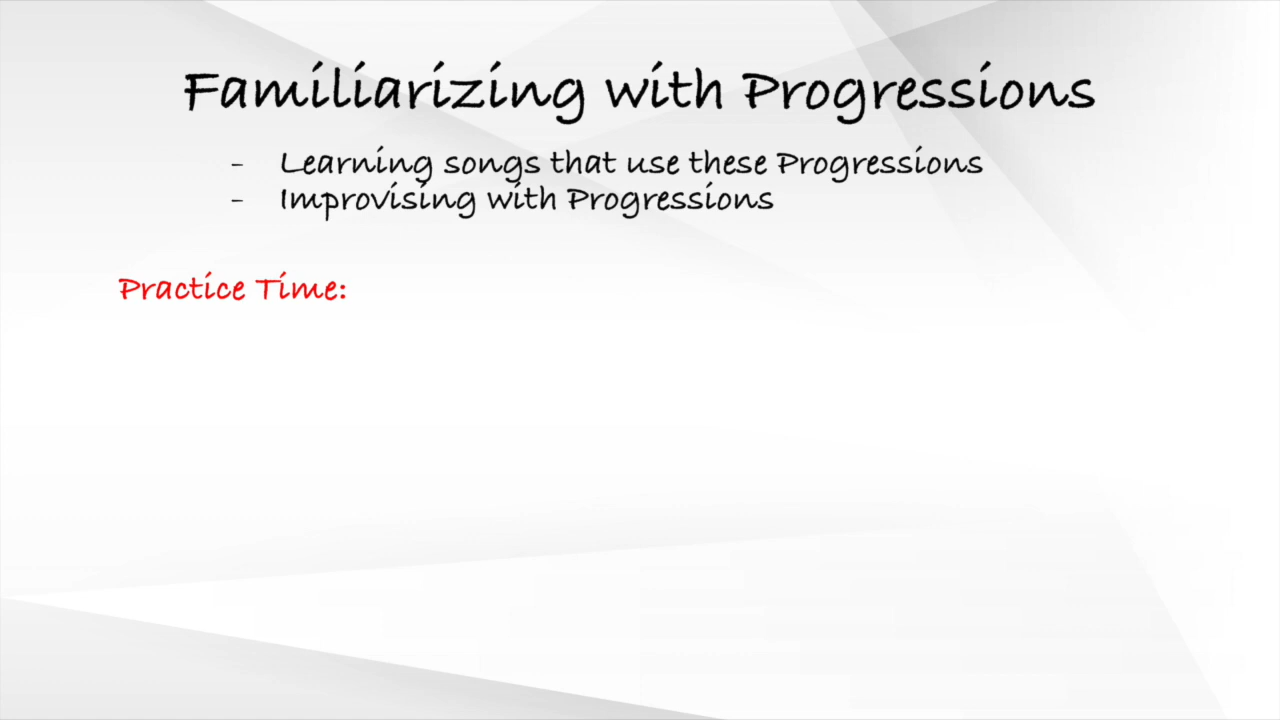 Familiarizing with Progressions
- Learning songs that use these Progressions
- Improvising with Progressions
Practice Time: